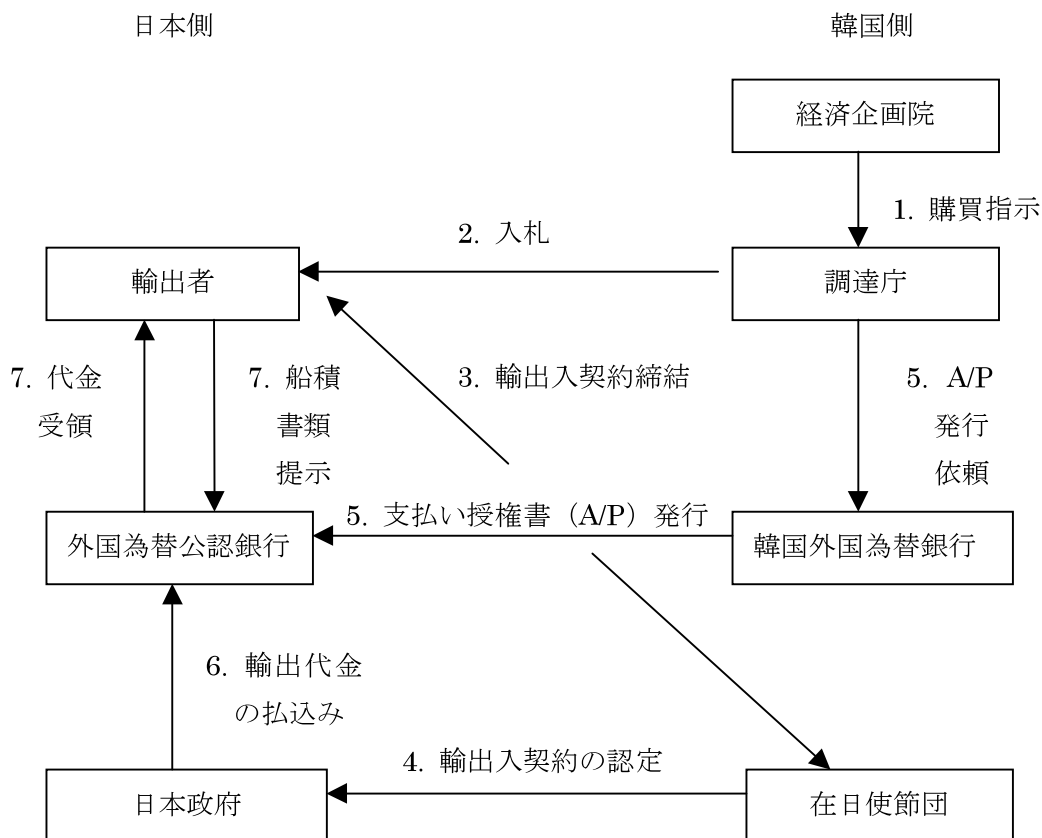 日本側
韓国側
経済企画院
1. 購買指示
2. 入札
輸出者
調達庁
7. 代金
受領
7. 船積
書類
提示
3. 輸出入契約締結
5. A/P
発行
依頼
5. 支払い授権書（A/P）発行
外国為替公認銀行
韓国外国為替銀行
6. 輸出代金
の払込み
4. 輸出入契約の認定
日本政府
在日使節団